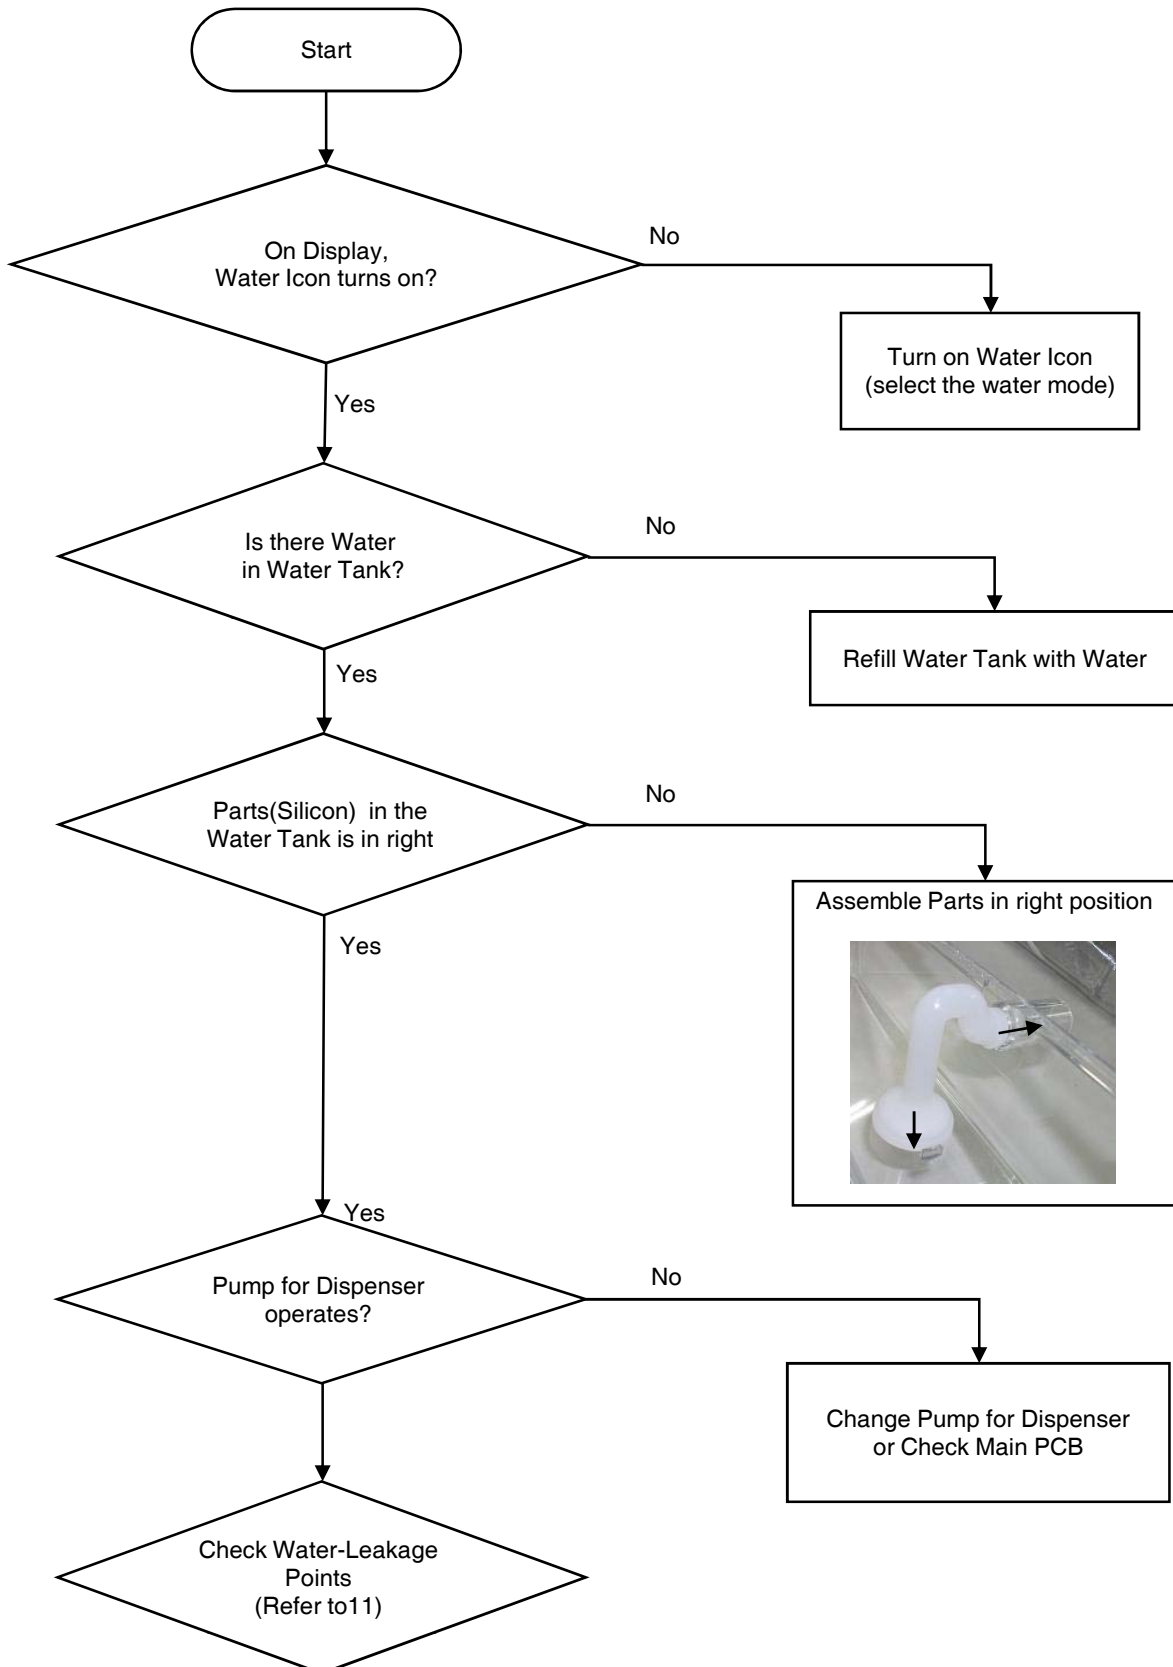 Start
On Display,
Water Icon turns on?
No
Turn on Water Icon
(select the water mode)
Yes
Is there Water
in Water Tank?
No
Refill Water Tank with Water
Yes
Parts(Silicon)  in the
Water Tank is in right
No
Assemble Parts in right position
Yes
Yes
Pump for Dispenser
operates?
No
Change Pump for Dispenser
or Check Main PCB
Check Water-Leakage
Points
(Refer to11)